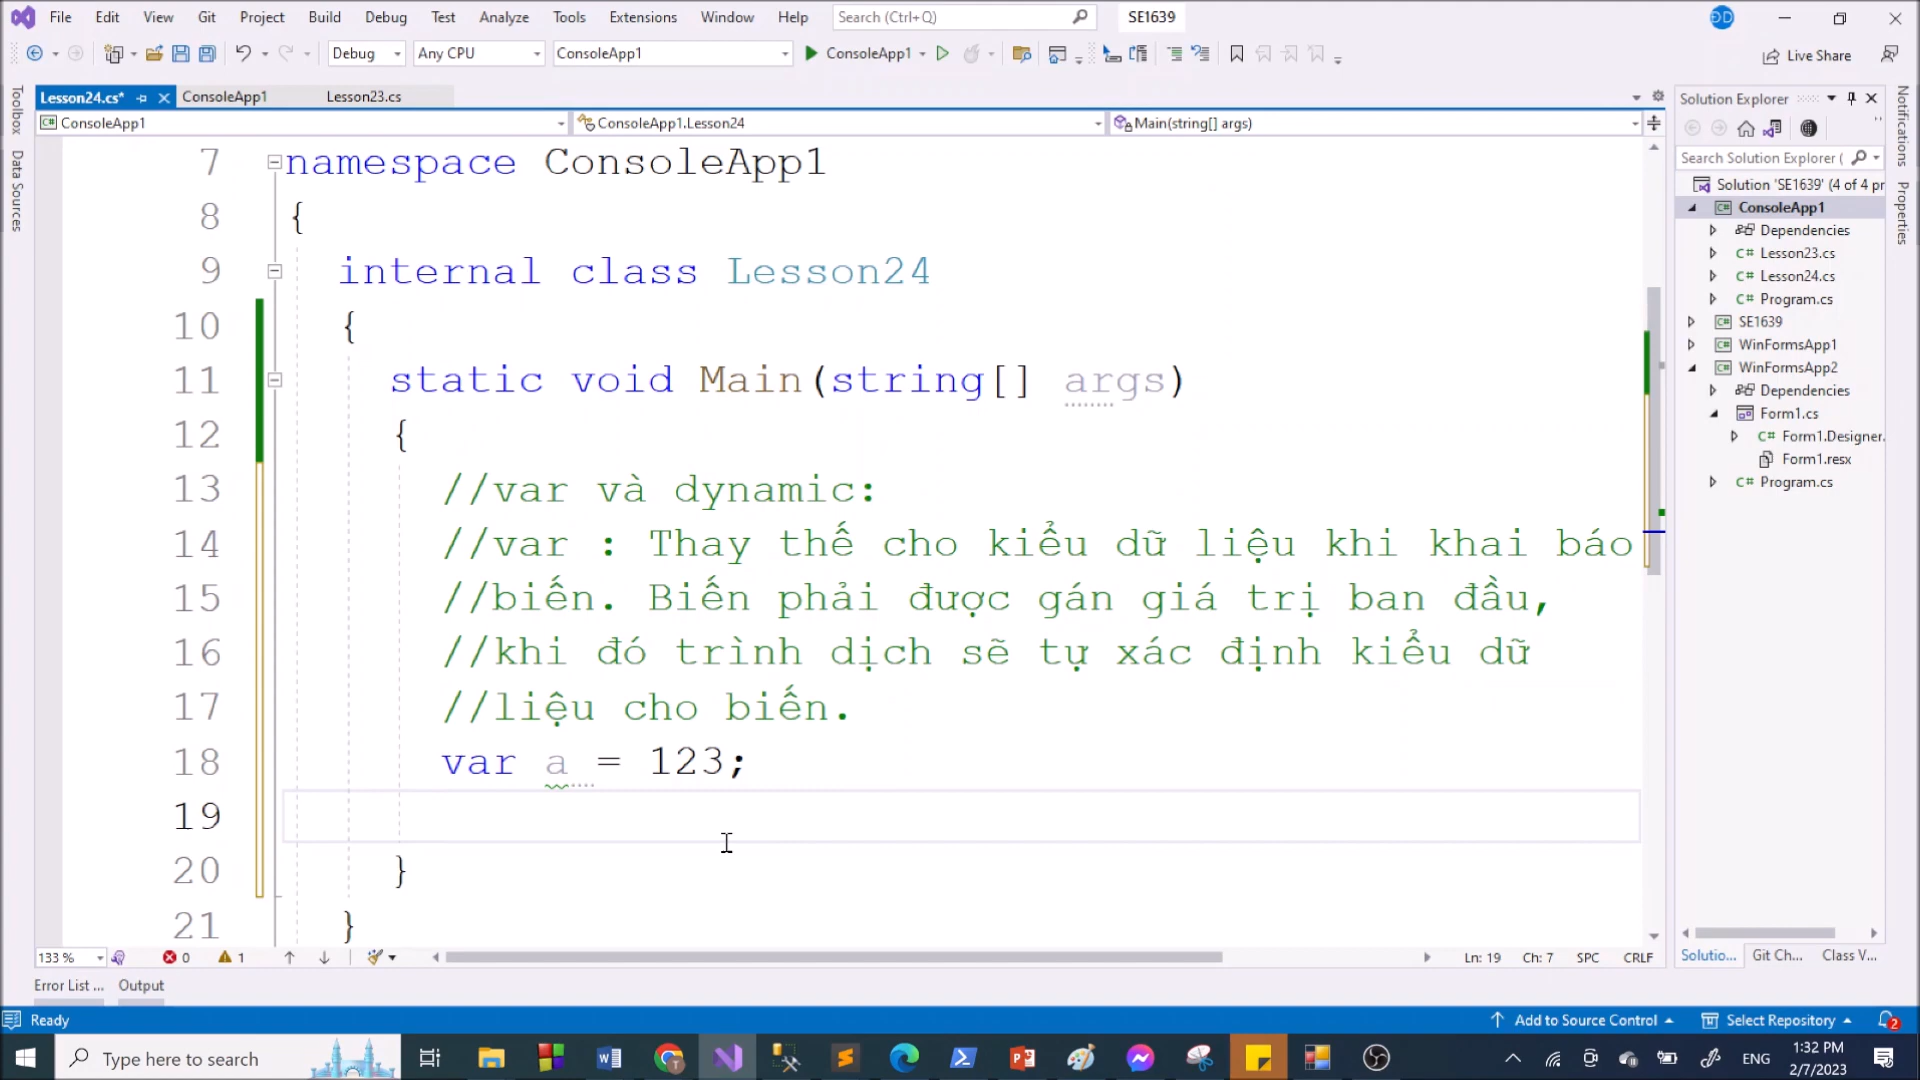 File Edit View Git Project Build Debug Test Analyze Tools Extensions Window Help Search (Ctrl+Q) SE1639
Debug Any CPU ConsoleApp1 ConsoleApp1 Live Share
Lesson24.cs* ConsoleApp1 Lesson23.cs
ConsoleApp1 ConsoleApp1.Lesson24 Main(string[] args)
Toolbox
Data Sources
7 namespace ConsoleApp1
8 {
9 internal class Lesson24
10 {
11 static void Main(string[] args)
12 {
13 //var và dynamic:
14 //var : Thay thế cho kiểu dữ liệu khi khai báo
15 //biến. Biến phải được gán giá trị ban đầu,
16 //khi đó trình dịch sẽ tự xác định kiểu dữ
17 //liệu cho biến.
18 var a = 123;
19
20 }
21 }
133 % 0 1 Ln: 19 Ch: 7 SPC CRLF
Error List ... Output
Solution Explorer
Search Solution Explorer (
Solution 'SE1639' (4 of 4 pr
ConsoleApp1
Dependencies
Lesson23.cs
Lesson24.cs
Program.cs
SE1639
WinFormsApp1
WinFormsApp2
Dependencies
Form1.cs
Form1.Designer.
Form1.resx
Program.cs
Solutio... Git Ch... Class V...
Notifications
Properties
Ready Add to Source Control Select Repository 2
Type here to search ENG 1:32 PM
2/7/2023